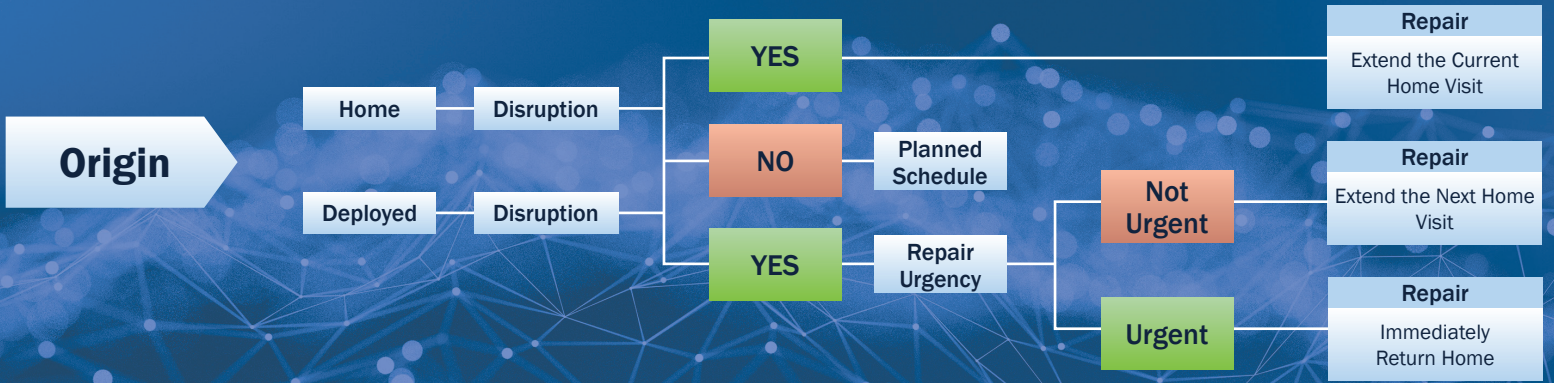 Origin
Home
Disruption
Deployed
Disruption
YES
NO
Planned
Schedule
YES
Repair
Urgency
Not
Urgent
Urgent
Repair
Extend the Current
Home Visit
Repair
Extend the Next Home
Visit
Repair
Immediately
Return Home